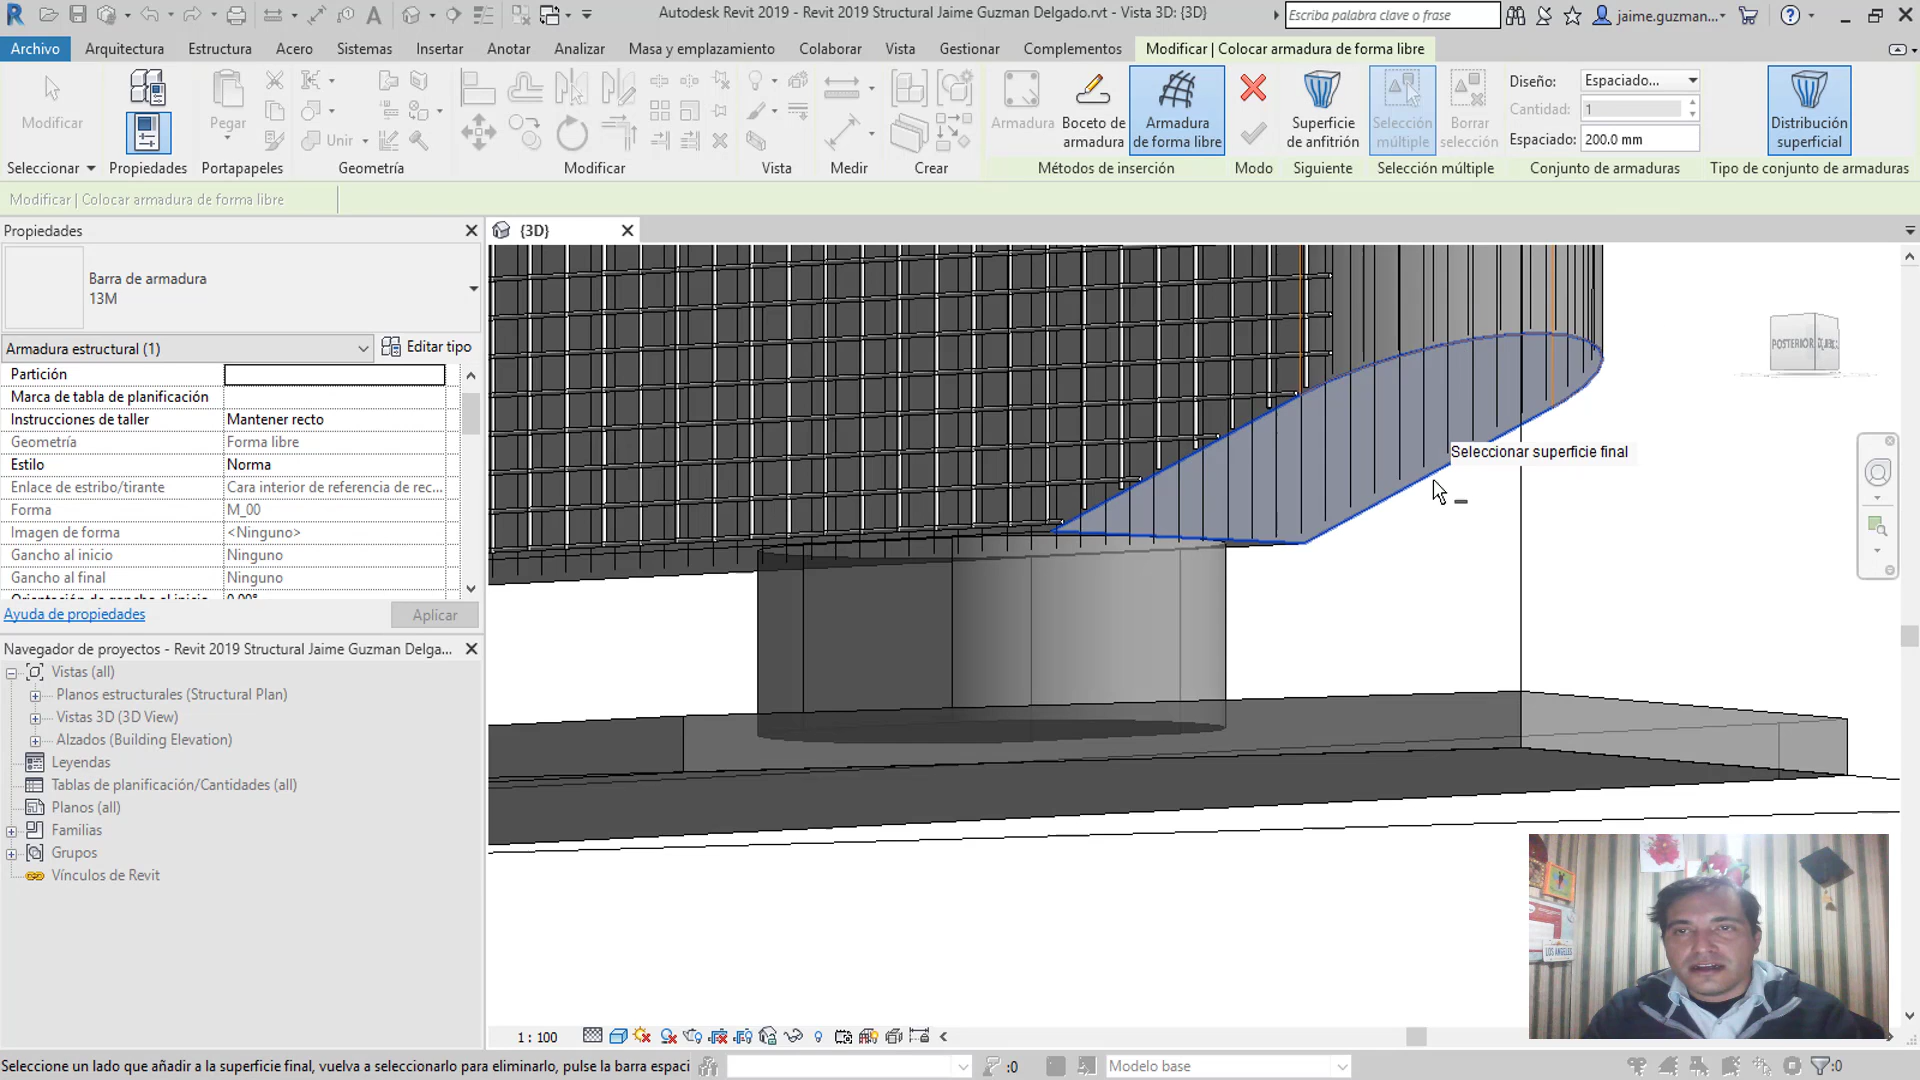 Autodesk Revit 2019 - Revit 2019 Structural Jaime Guzman Delgado.rvt - Vista 3D: {3D}
Escriba palabra clave o frase
jaime.guzman...
Archivo Arquitectura Estructura Acero Sistemas Insertar Anotar Analizar Masa y emplazamiento Colaborar Vista Gestionar Complementos Modificar | Colocar armadura de forma libre
Modificar
Pegar
Unir
Armadura
Boceto de armadura
Armadura de forma libre
Superficie de anfitrión
Selección múltiple
Borrar selección
Diseño: Espaciado...
Cantidad: 1
Espaciado: 200.0 mm
Distribución superficial
Seleccionar Propiedades Portapapeles Geometría Modificar Vista Medir Crear Métodos de inserción Modo Siguiente Selección múltiple Conjunto de armaduras Tipo de conjunto de armaduras
Modificar | Colocar armadura de forma libre
Propiedades
{3D}
Barra de armadura
13M
Armadura estructural (1)
Editar tipo
Partición
Marca de tabla de planificación
Instrucciones de taller Mantener recto
Geometría Forma libre
Estilo Norma
Enlace de estribo/tirante Cara interior de referencia de rec...
Forma M_00
Imagen de forma <Ninguno>
Gancho al inicio Ninguno
Gancho al final Ninguno
Ayuda de propiedades
Aplicar
Navegador de proyectos - Revit 2019 Structural Jaime Guzman Delga...
Vistas (all)
Planos estructurales (Structural Plan)
Vistas 3D (3D View)
Alzados (Building Elevation)
Leyendas
Tablas de planificación/Cantidades (all)
Planos (all)
Familias
Grupos
Vínculos de Revit
POSTERIOR
Seleccionar superficie final
LOS ANGELES
1 : 100
Seleccione un lado que añadir a la superficie final, vuelva a seleccionarlo para eliminarlo, pulse la barra espaci
:0
Modelo base
:0